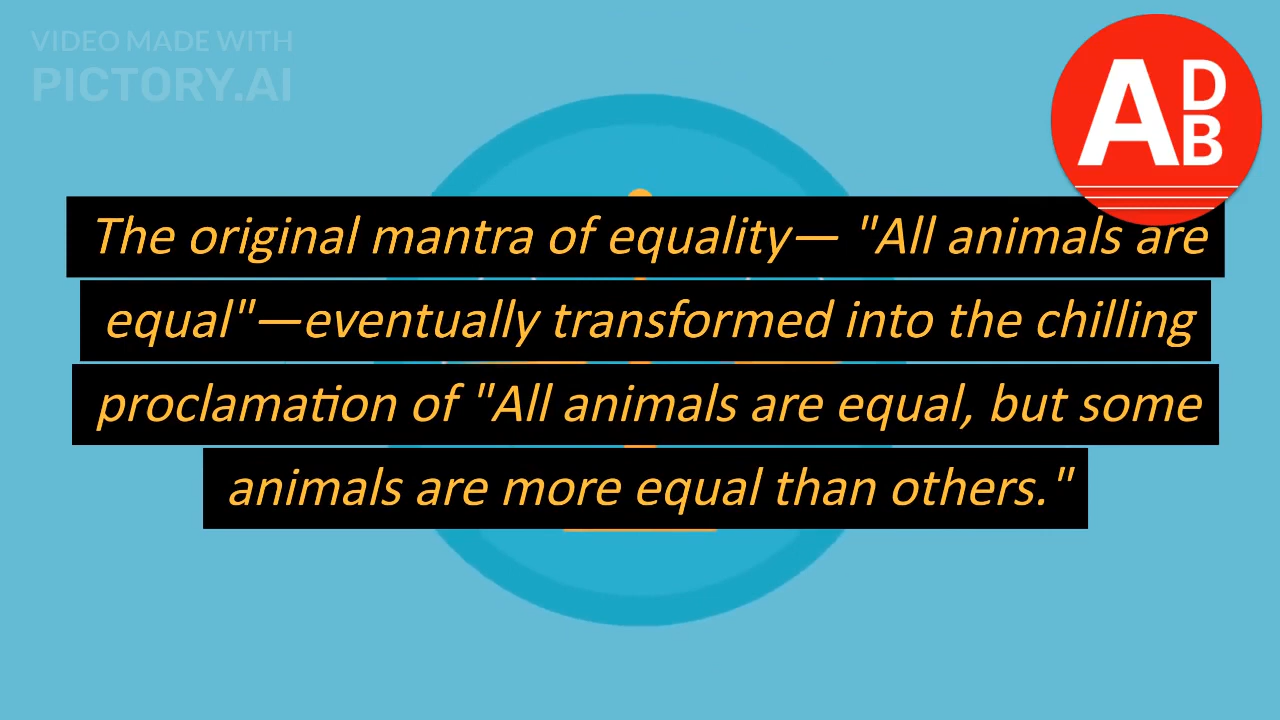 VIDEO MADE WITH
PICTORY.AI
ADB
The original mantra of equality— "All animals are
equal"—eventually transformed into the chilling
proclamation of "All animals are equal, but some
animals are more equal than others."